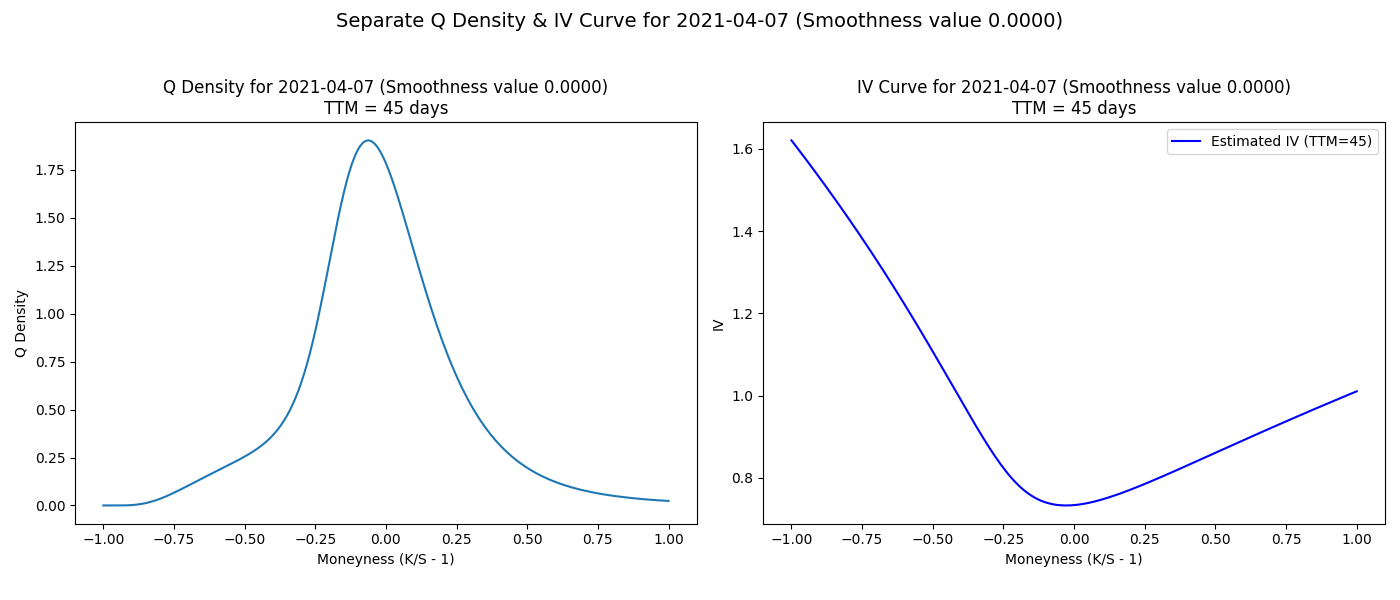 Separate Q Density & IV Curve for 2021-04-07 (Smoothness value 0.0000)
Q Density for 2021-04-07 (Smoothness value 0.0000)
TTM = 45 days
Q Density
1.75
1.50
1.25
1.00
0.75
0.50
0.25
0.00
−1.00 −0.75 −0.50 −0.25 0.00 0.25 0.50 0.75 1.00
Moneyness (K/S - 1)
IV Curve for 2021-04-07 (Smoothness value 0.0000)
TTM = 45 days
Estimated IV (TTM=45)
IV
1.6
1.4
1.2
1.0
0.8
−1.00 −0.75 −0.50 −0.25 0.00 0.25 0.50 0.75 1.00
Moneyness (K/S - 1)